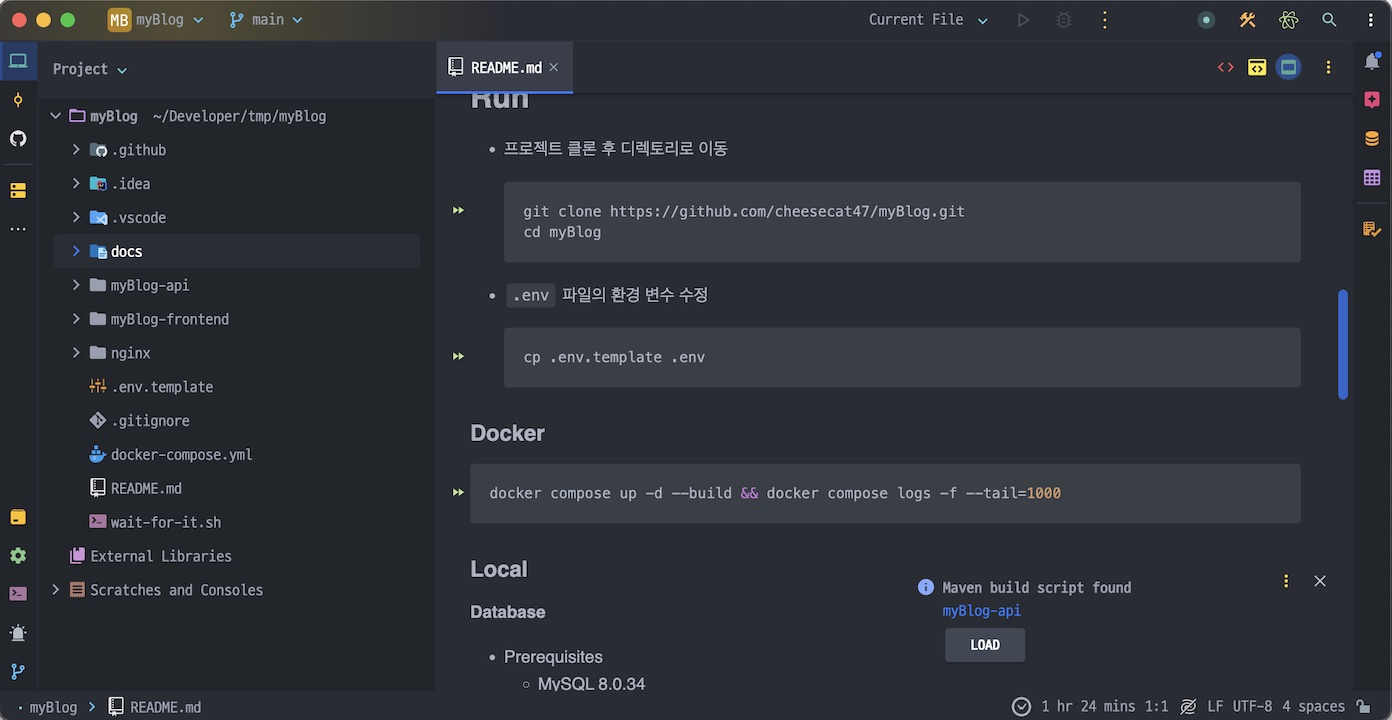 MB myBlog main Current File
Project
README.md
Run
myBlog ~/Developer/tmp/myBlog
.github
.idea
.vscode
docs
myBlog-api
myBlog-frontend
nginx
.env.template
.gitignore
docker-compose.yml
README.md
wait-for-it.sh
External Libraries
Scratches and Consoles
• 프로젝트 클론 후 디렉토리로 이동
git clone https://github.com/cheesecat47/myBlog.git
cd myBlog
• .env 파일의 환경 변수 수정
cp .env.template .env
Docker
docker compose up -d --build && docker compose logs -f --tail=1000
Local
Database
• Prerequisites
○ MySQL 8.0.34
Maven build script found
myBlog-api
LOAD
myBlog > README.md
1 hr 24 mins 1:1 LF UTF-8 4 spaces